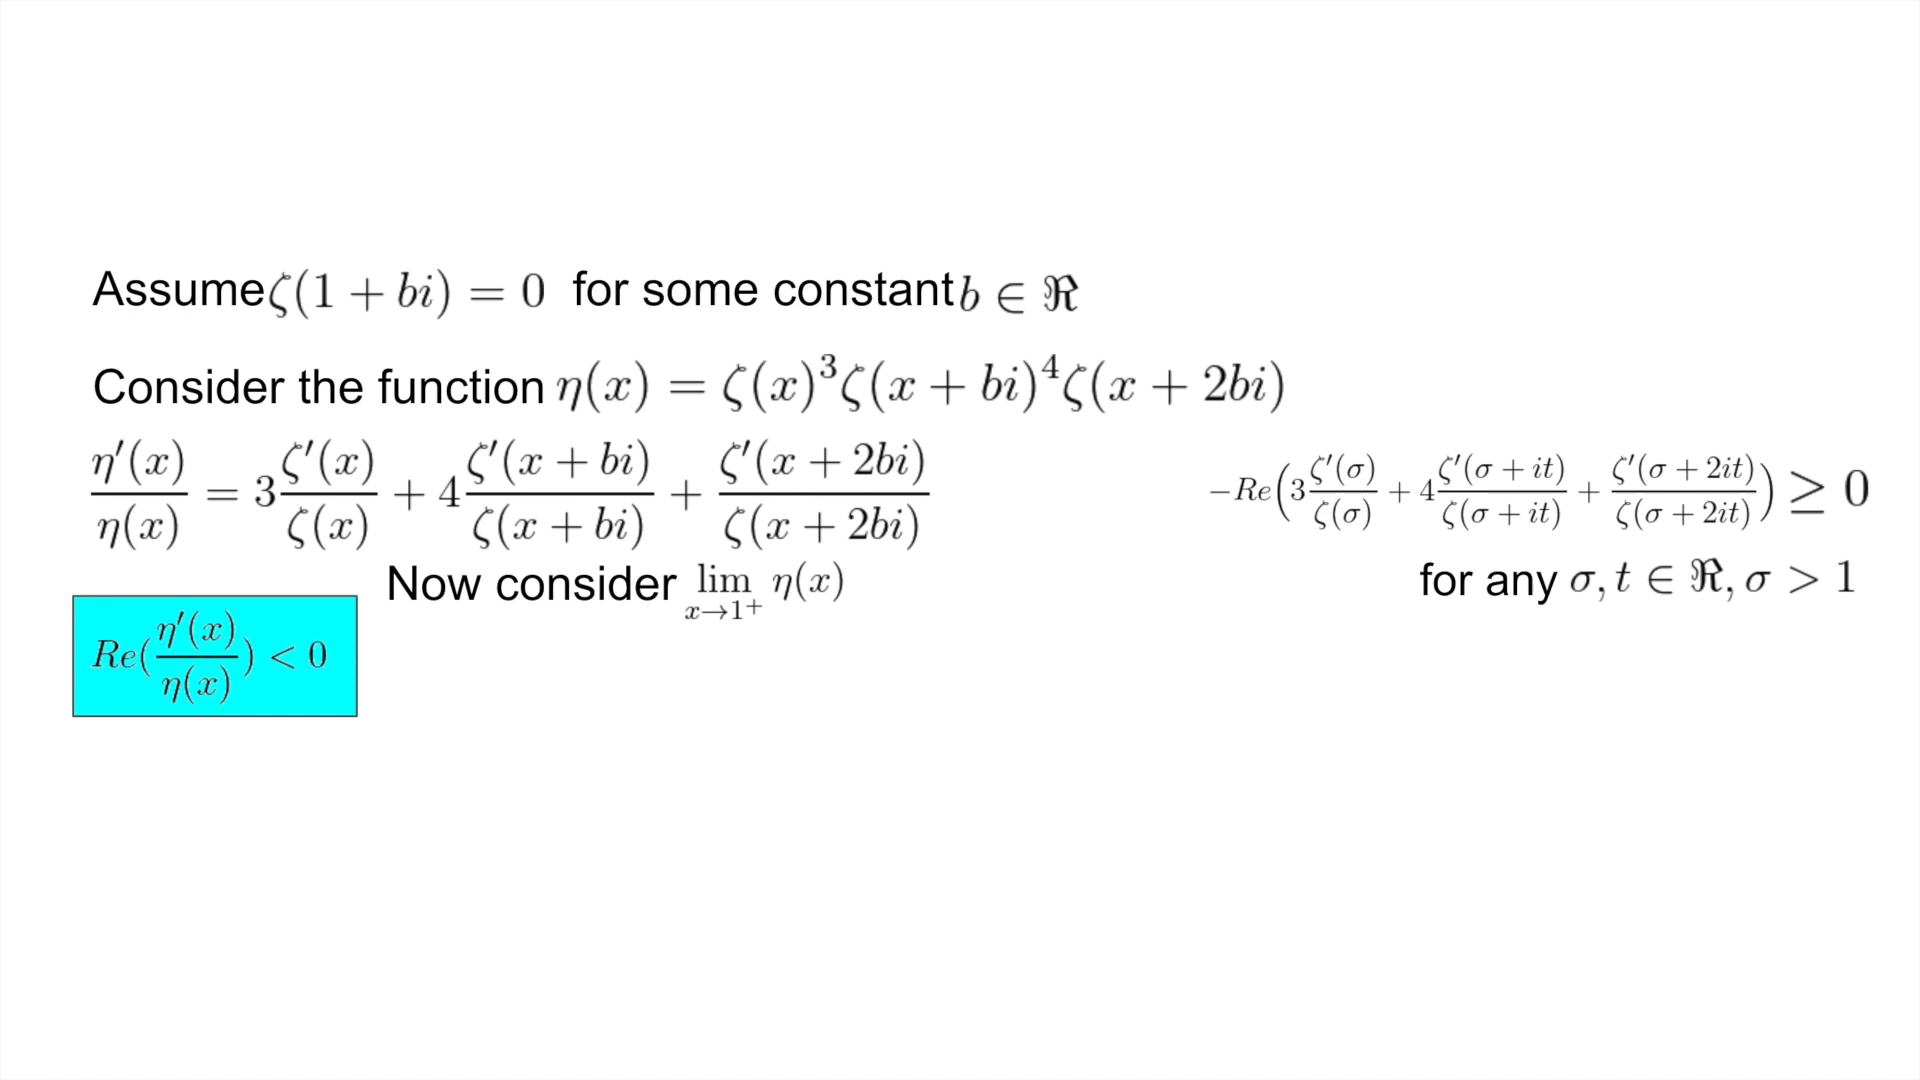 Assume ζ(1 + bi) = 0 for some constant b ∈ ℜ
Consider the function η(x) = ζ(x)³ζ(x + bi)⁴ζ(x + 2bi)
η′(x)/η(x) = 3 ζ′(x)/ζ(x) + 4 ζ′(x + bi)/ζ(x + bi) + ζ′(x + 2bi)/ζ(x + 2bi)
−Re(3 ζ′(σ)/ζ(σ) + 4 ζ′(σ + it)/ζ(σ + it) + ζ′(σ + 2it)/ζ(σ + 2it)) ≥ 0
Now consider lim x→1⁺ η(x)
for any σ, t ∈ ℜ, σ > 1
Re(η′(x)/η(x)) < 0